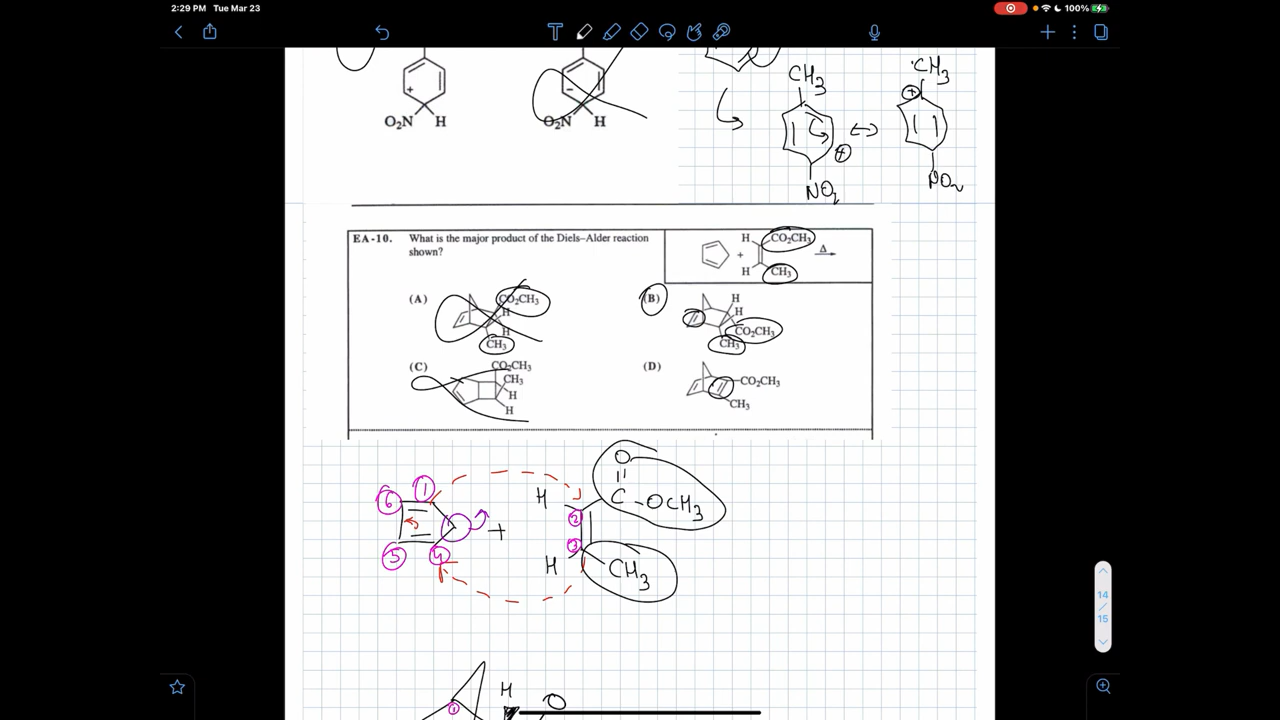 2:29 PM Tue Mar 23
100%
T
+
O₂N H
O₂N H
CH₃
NO₂
CH₃
NO₂
EA-10. What is the major product of the Diels–Alder reaction
shown?
H CO₂CH₃
+
H CH₃
Δ
(A)
CO₂CH₃
H
H
CH₃
(B)
H
H
CO₂CH₃
CH₃
(C)
CO₂CH₃
CH₃
H
H
(D)
CO₂CH₃
CH₃
O
H C-OCH₃
6 1 2
+
5 4 3
H CH₃
14
/
15
H O
1